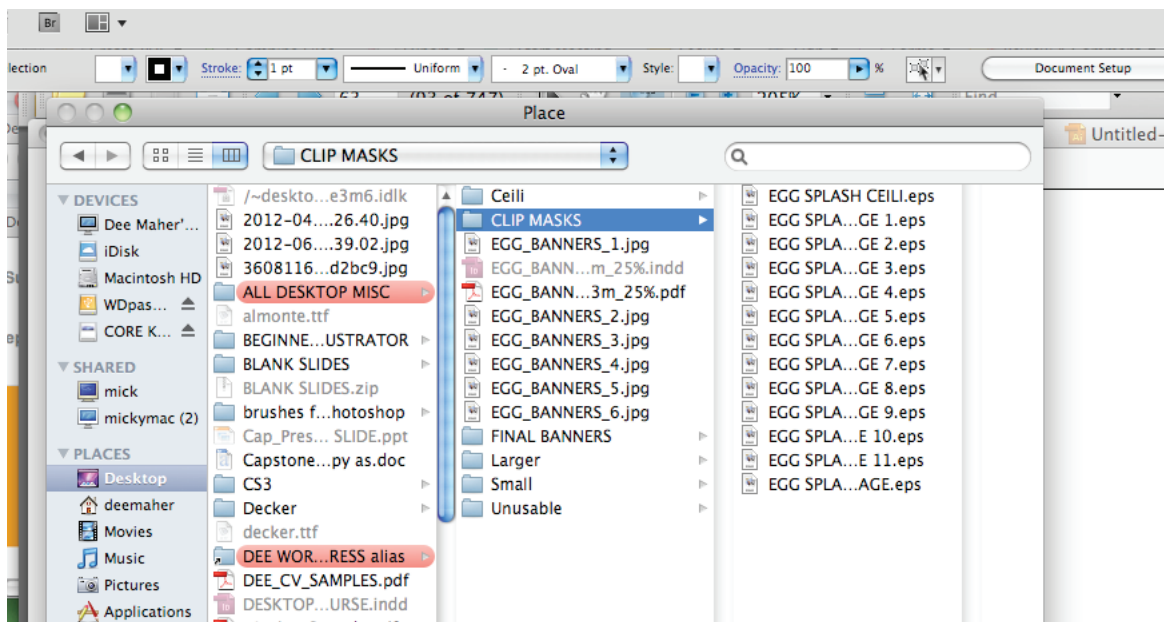 Br
lection Stroke: 1 pt Uniform - 2 pt. Oval Style: Opacity: 100 % Document Setup
Place
Untitled-
CLIP MASKS
DEVICES
Dee Maher'...
iDisk
Macintosh HD
WDpas...
CORE K...
SHARED
mick
mickymac (2)
PLACES
Desktop
deemaher
Movies
Music
Pictures
Applications
/~deskto...e3m6.idlk
2012-04....26.40.jpg
2012-06....39.02.jpg
3608116...d2bc9.jpg
ALL DESKTOP MISC
almonte.ttf
BEGINNE...USTRATOR
BLANK SLIDES
BLANK SLIDES.zip
brushes f...hotoshop
Cap_Pres... SLIDE.ppt
Capstone...py as.doc
CS3
Decker
decker.ttf
DEE WOR...RESS alias
DEE_CV_SAMPLES.pdf
DESKTOP...URSE.indd
Ceili
CLIP MASKS
EGG_BANNERS_1.jpg
EGG_BANN...m_25%.indd
EGG_BANN...3m_25%.pdf
EGG_BANNERS_2.jpg
EGG_BANNERS_3.jpg
EGG_BANNERS_4.jpg
EGG_BANNERS_5.jpg
EGG_BANNERS_6.jpg
FINAL BANNERS
Larger
Small
Unusable
EGG SPLASH CEILI.eps
EGG SPLA...GE 1.eps
EGG SPLA...GE 2.eps
EGG SPLA...GE 3.eps
EGG SPLA...GE 4.eps
EGG SPLA...GE 5.eps
EGG SPLA...GE 6.eps
EGG SPLA...GE 7.eps
EGG SPLA...GE 8.eps
EGG SPLA...GE 9.eps
EGG SPLA...E 10.eps
EGG SPLA...E 11.eps
EGG SPLA...AGE.eps